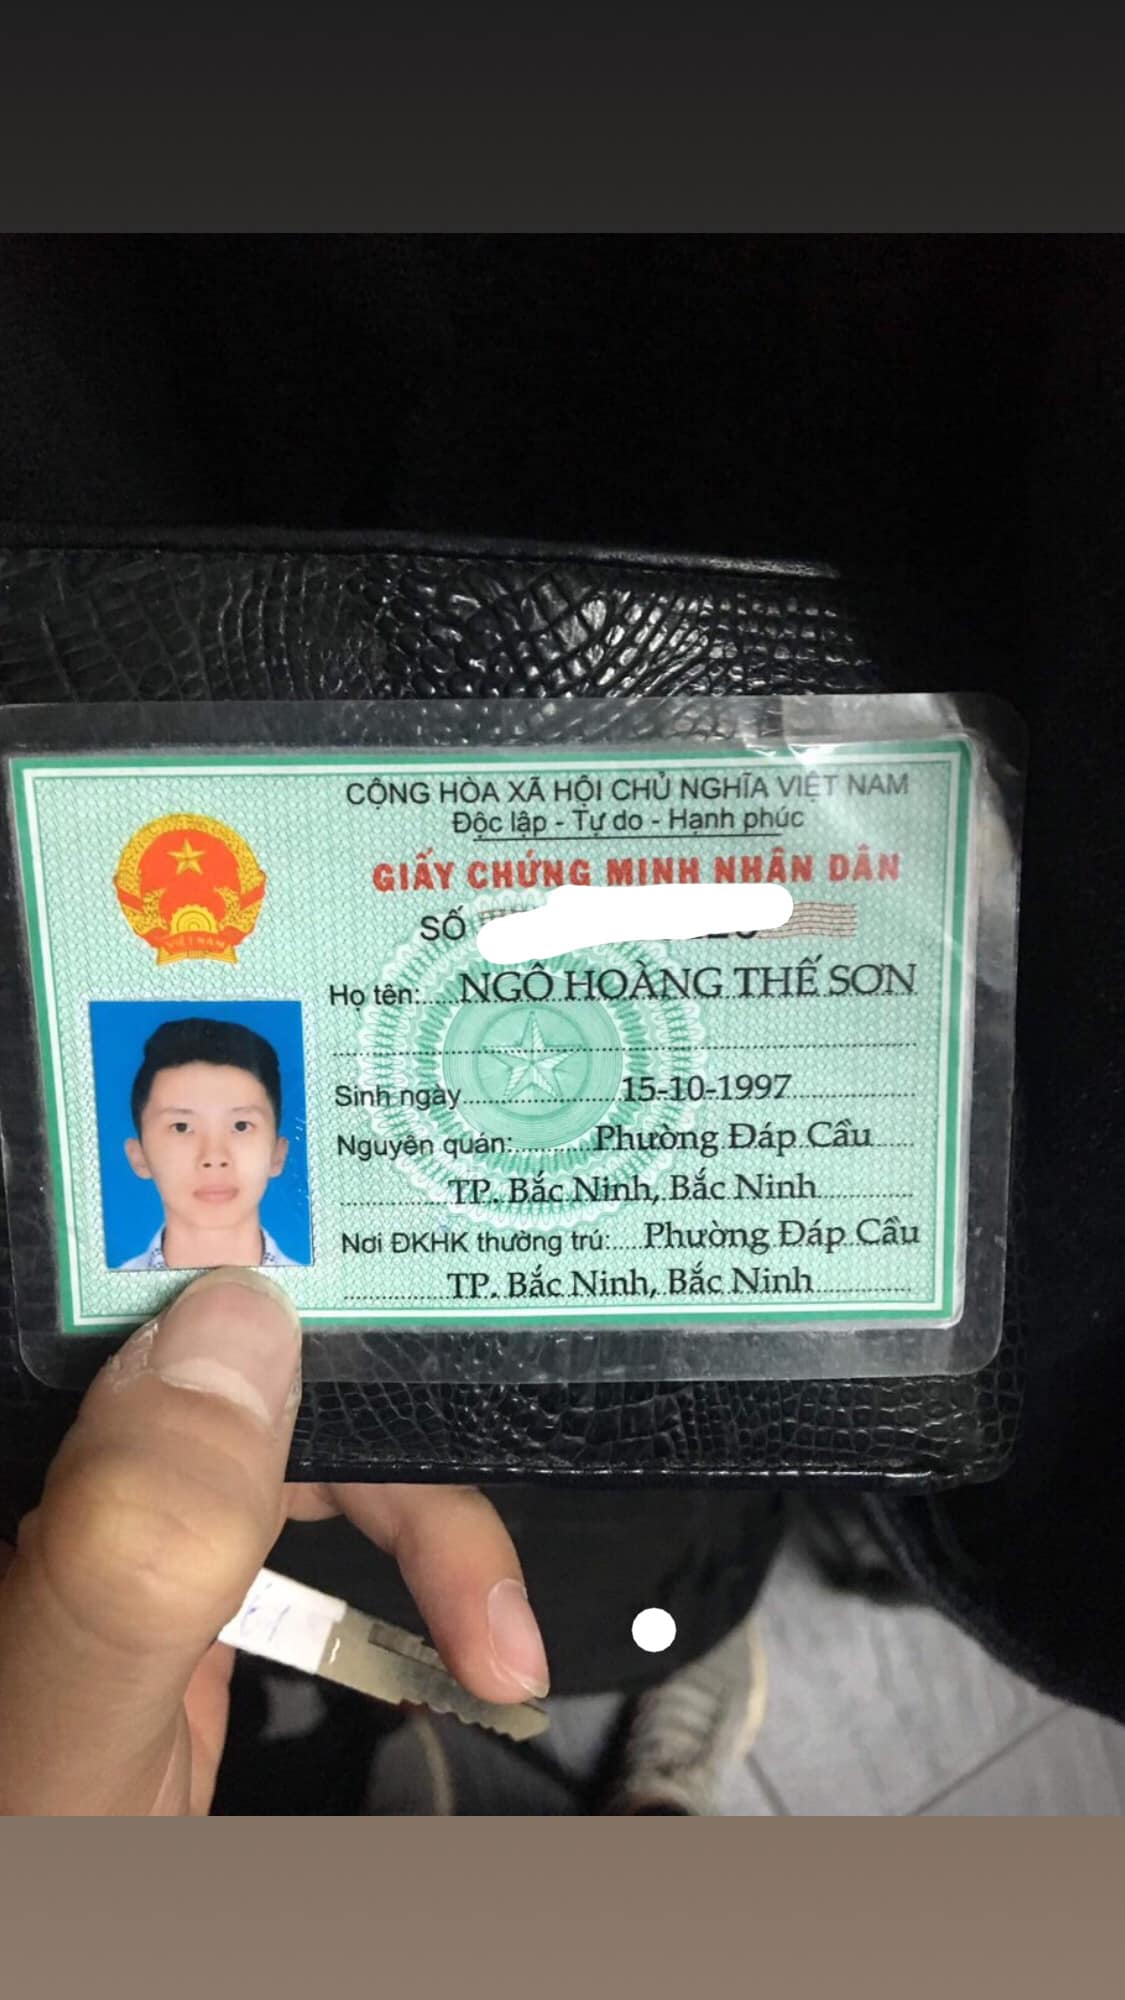 CỘNG HÒA XÃ HỘI CHỦ NGHĨA VIỆT NAM
Độc lập - Tự do - Hạnh phúc
GIẤY CHỨNG MINH NHÂN DÂN
SỐ
Họ tên: NGÔ HOÀNG THẾ SƠN
Sinh ngày 15-10-1997
Nguyên quán: Phường Đáp Cầu
TP. Bắc Ninh, Bắc Ninh
Nơi ĐKHK thường trú: Phường Đáp Cầu
TP. Bắc Ninh, Bắc Ninh
VIỆT NAM